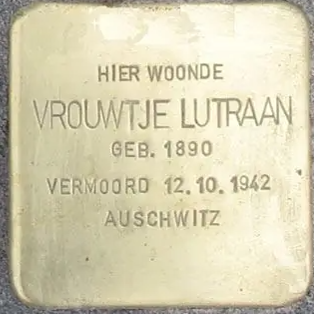 HIER WOONDE
VROUWTJE LUTRAAN
GEB. 1890
VERMOORD 12.10.1942
AUSCHWITZ